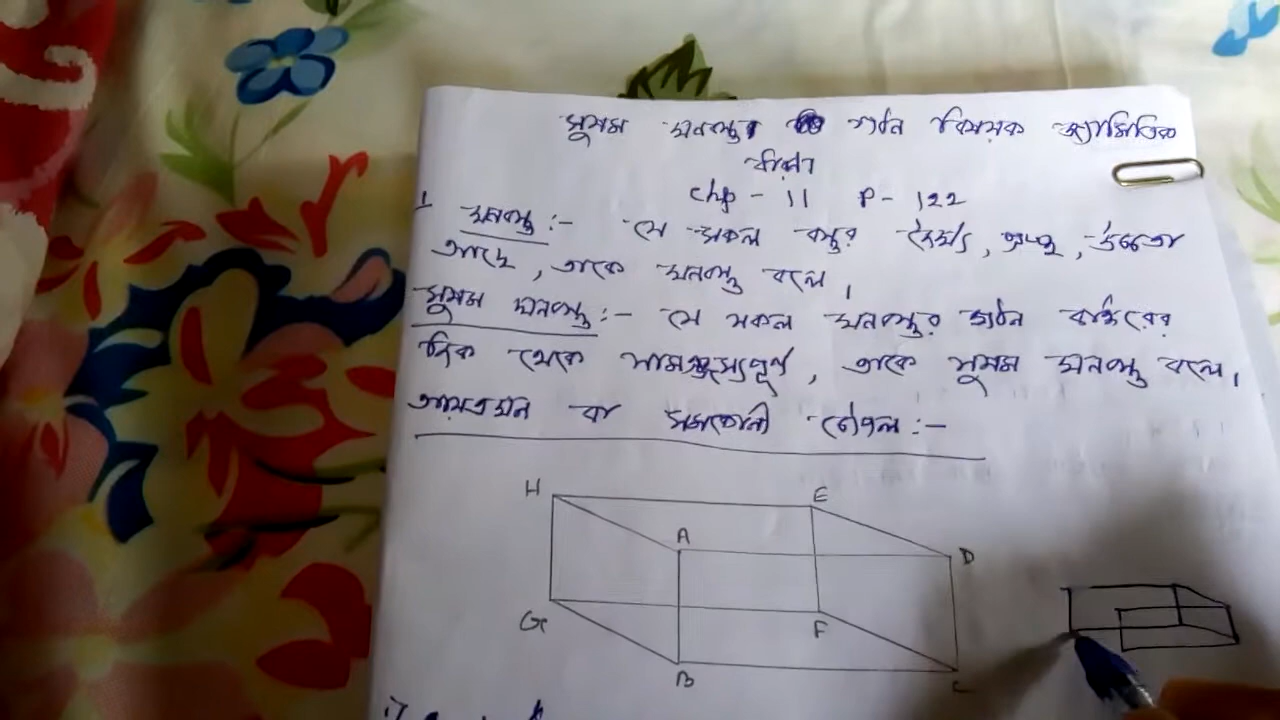 সুষম ঘনবস্তুর গঠন বিষয়ক জ্যামিতিক
ধারণা
chp - 11 P - 122
1 ঘনবস্তু :- যে সকল বস্তুর দৈর্ঘ্য, প্রস্থ, উচ্চতা
আছে, তাকে ঘনবস্তু বলে।
সুষম ঘনবস্তু :- যে সকল ঘনবস্তুর গঠন বাহিরের
দিক থেকে সামঞ্জস্যপূর্ণ, তাকে সুষম ঘনবস্তু বলে।
আয়তঘন বা সমকোণী চৌপল :-
H E
A
D
G F
B C